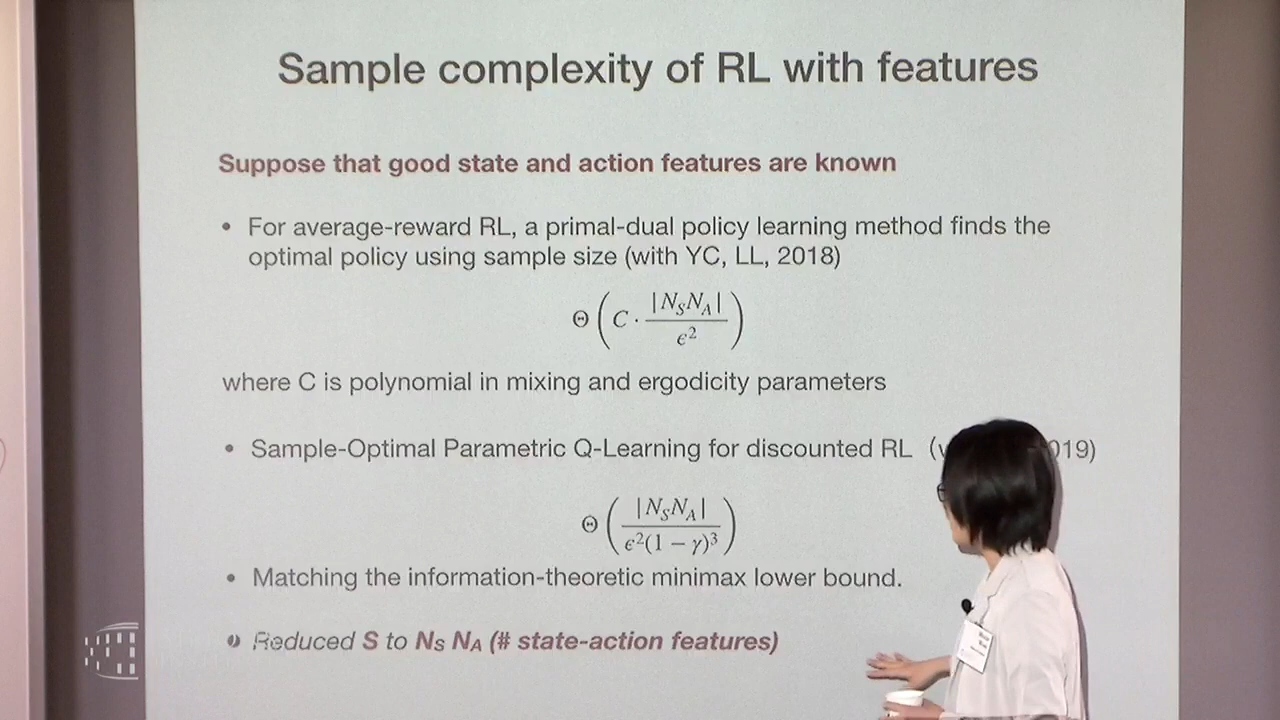 Sample complexity of RL with features
Suppose that good state and action features are known
• For average-reward RL, a primal-dual policy learning method finds the
optimal policy using sample size (with YC, LL, 2018)
Θ ( C · |N_S N_A| / ϵ² )
where C is polynomial in mixing and ergodicity parameters
• Sample-Optimal Parametric Q-Learning for discounted RL 019)
Θ ( |N_S N_A| / ϵ²(1 − γ)³ )
• Matching the information-theoretic minimax lower bound.
• Reduced S to N_S N_A (# state-action features)